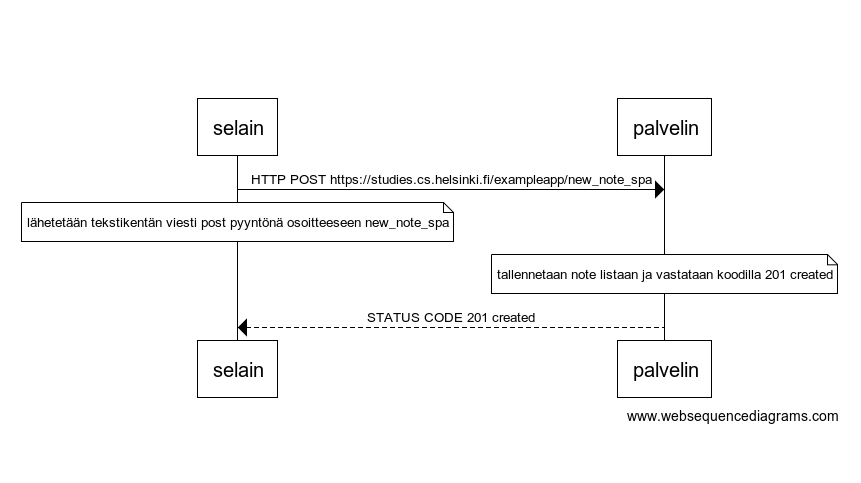 selain
palvelin
HTTP POST https://studies.cs.helsinki.fi/exampleapp/new_note_spa
lähetetään tekstikentän viesti post pyyntönä osoitteeseen new_note_spa
tallennetaan note listaan ja vastataan koodilla 201 created
STATUS CODE 201 created
selain
palvelin
www.websequencediagrams.com